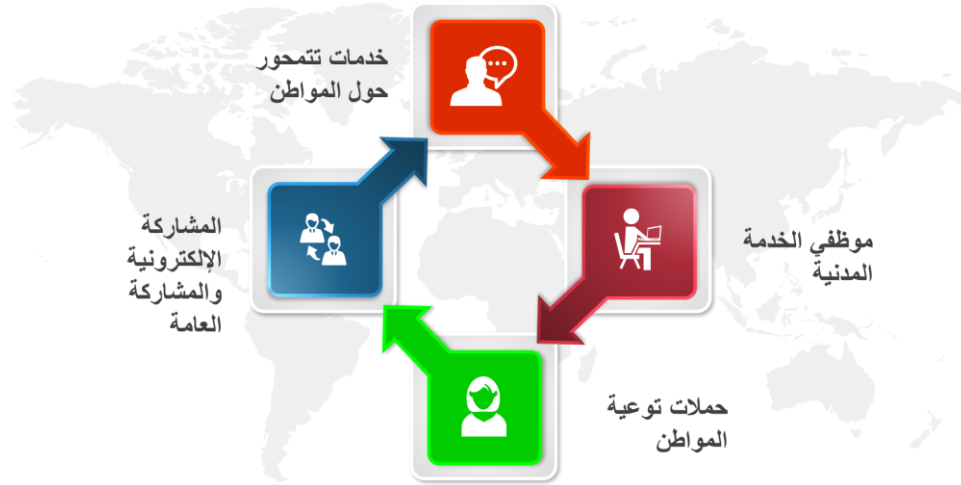 خدمات تتمحور
حول المواطن
موظفي الخدمة
المدنية
حملات توعية
المواطن
المشاركة
الإلكترونية
والمشاركة
العامة